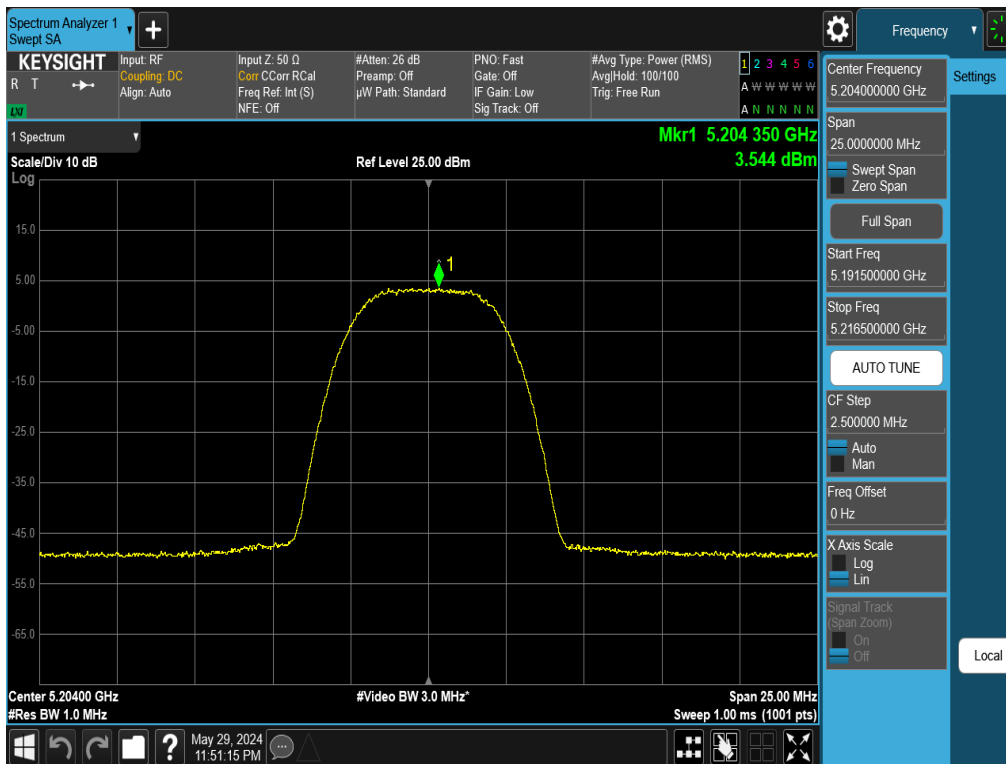 Spectrum Analyzer 1
Swept SA
Frequency
KEYSIGHT
R T
LXI
Input: RF
Coupling: DC
Align: Auto
Input Z: 50 Ω
Corr CCorr RCal
Freq Ref: Int (S)
NFE: Off
#Atten: 26 dB
Preamp: Off
µW Path: Standard
PNO: Fast
Gate: Off
IF Gain: Low
Sig Track: Off
#Avg Type: Power (RMS)
Avg|Hold: 100/100
Trig: Free Run
1 2 3 4 5 6
A W W W W W
A N N N N N
1 Spectrum
Scale/Div 10 dB
Log
Ref Level 25.00 dBm
Mkr1 5.204 350 GHz
3.544 dBm
1
15.0
5.00
-5.00
-15.0
-25.0
-35.0
-45.0
-55.0
-65.0
Center 5.20400 GHz
#Res BW 1.0 MHz
#Video BW 3.0 MHz*
Span 25.00 MHz
Sweep 1.00 ms (1001 pts)
May 29, 2024
11:51:15 PM
Center Frequency
5.204000000 GHz
Span
25.0000000 MHz
Swept Span
Zero Span
Full Span
Start Freq
5.191500000 GHz
Stop Freq
5.216500000 GHz
AUTO TUNE
CF Step
2.500000 MHz
Auto
Man
Freq Offset
0 Hz
X Axis Scale
Log
Lin
Signal Track
(Span Zoom)
On
Off
Settings
Local